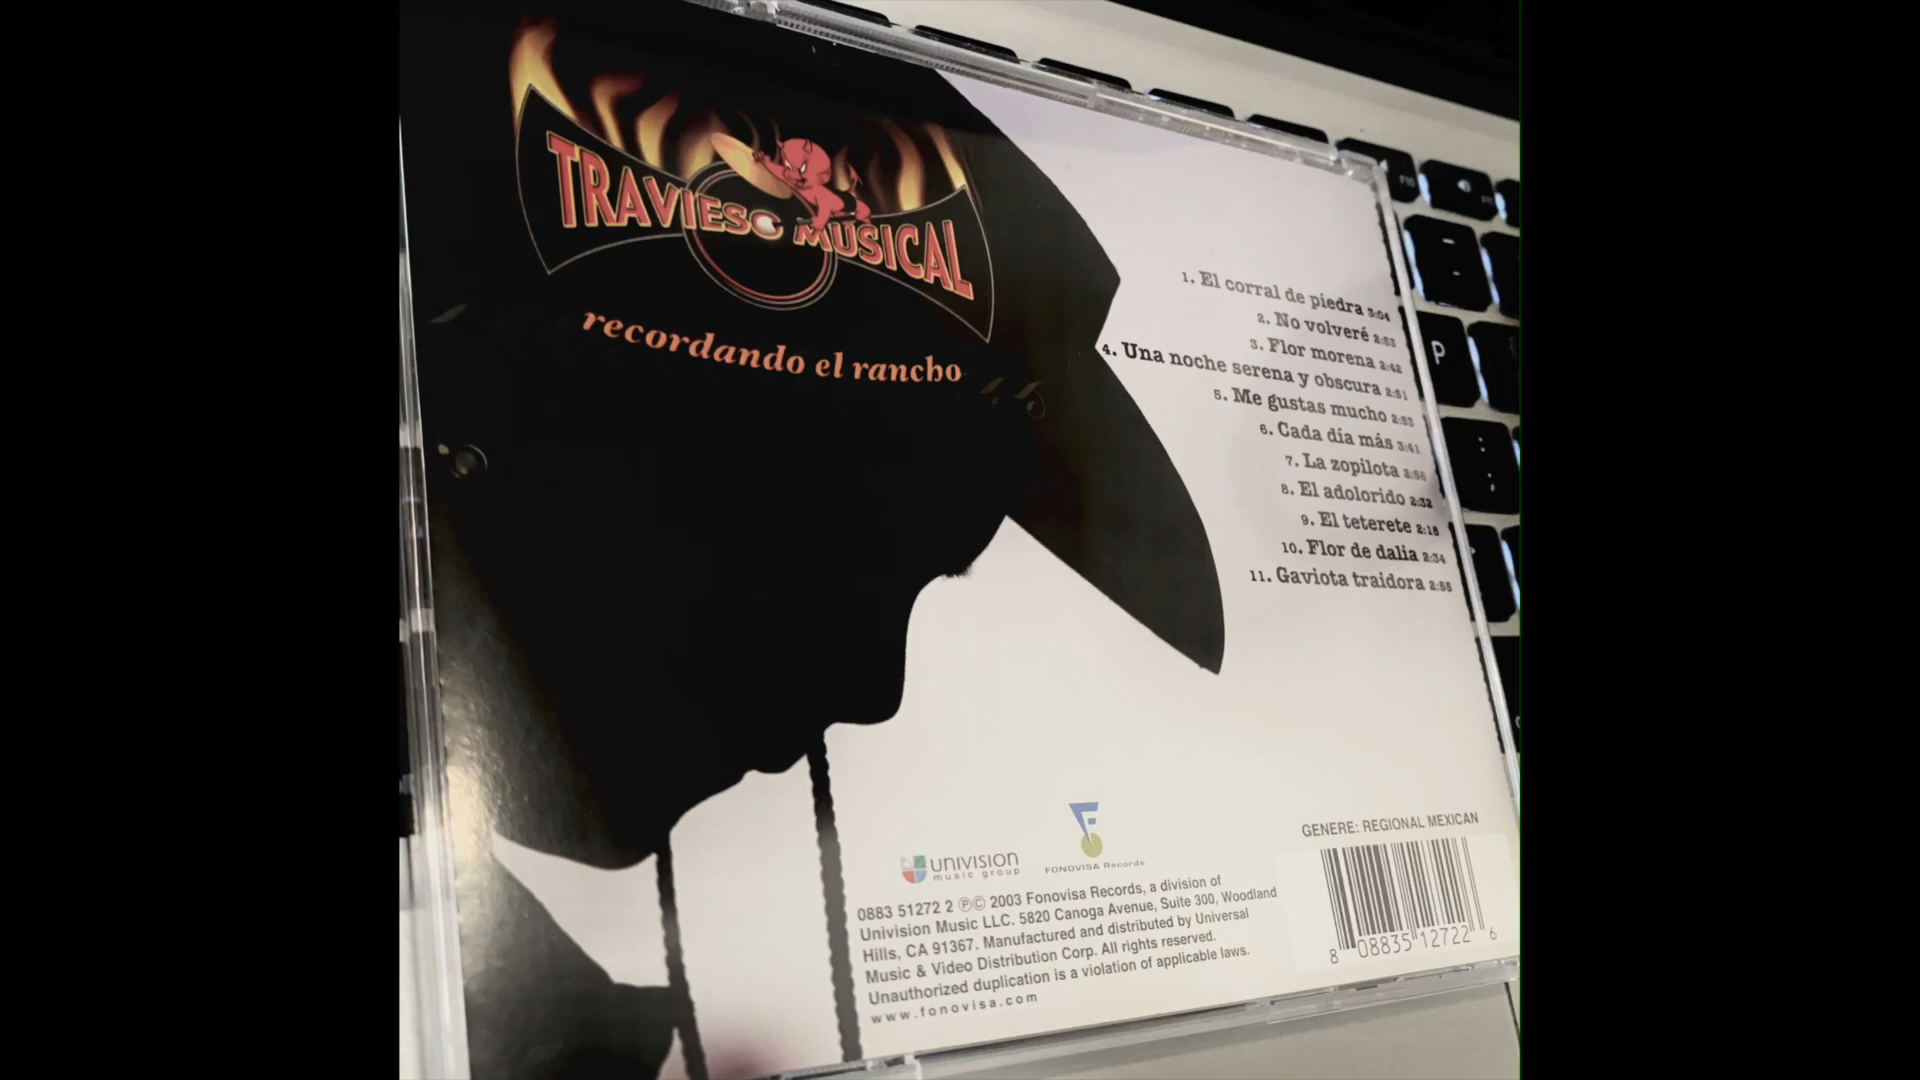 TRAVIESO MUSICAL
recordando el rancho
1. El corral de piedra 3:04
2. No volveré 2:53
3. Flor morena 2:42
4. Una noche serena y obscura 2:51
5. Me gustas mucho 2:53
6. Cada día más 3:41
7. La zopilota 2:56
8. El adolorido 2:32
9. El teterete 2:18
10. Flor de dalia 2:34
11. Gaviota traidora 2:55
UNIVISION
music group
F
FONOVISA Records
GENERE: REGIONAL MEXICAN
0883 51272 2 ℗© 2003 Fonovisa Records, a division of
Univision Music LLC. 5820 Canoga Avenue, Suite 300, Woodland
Hills, CA 91367. Manufactured and distributed by Universal
Music & Video Distribution Corp. All rights reserved.
Unauthorized duplication is a violation of applicable laws.
www.fonovisa.com
8 08835 12722 6
P